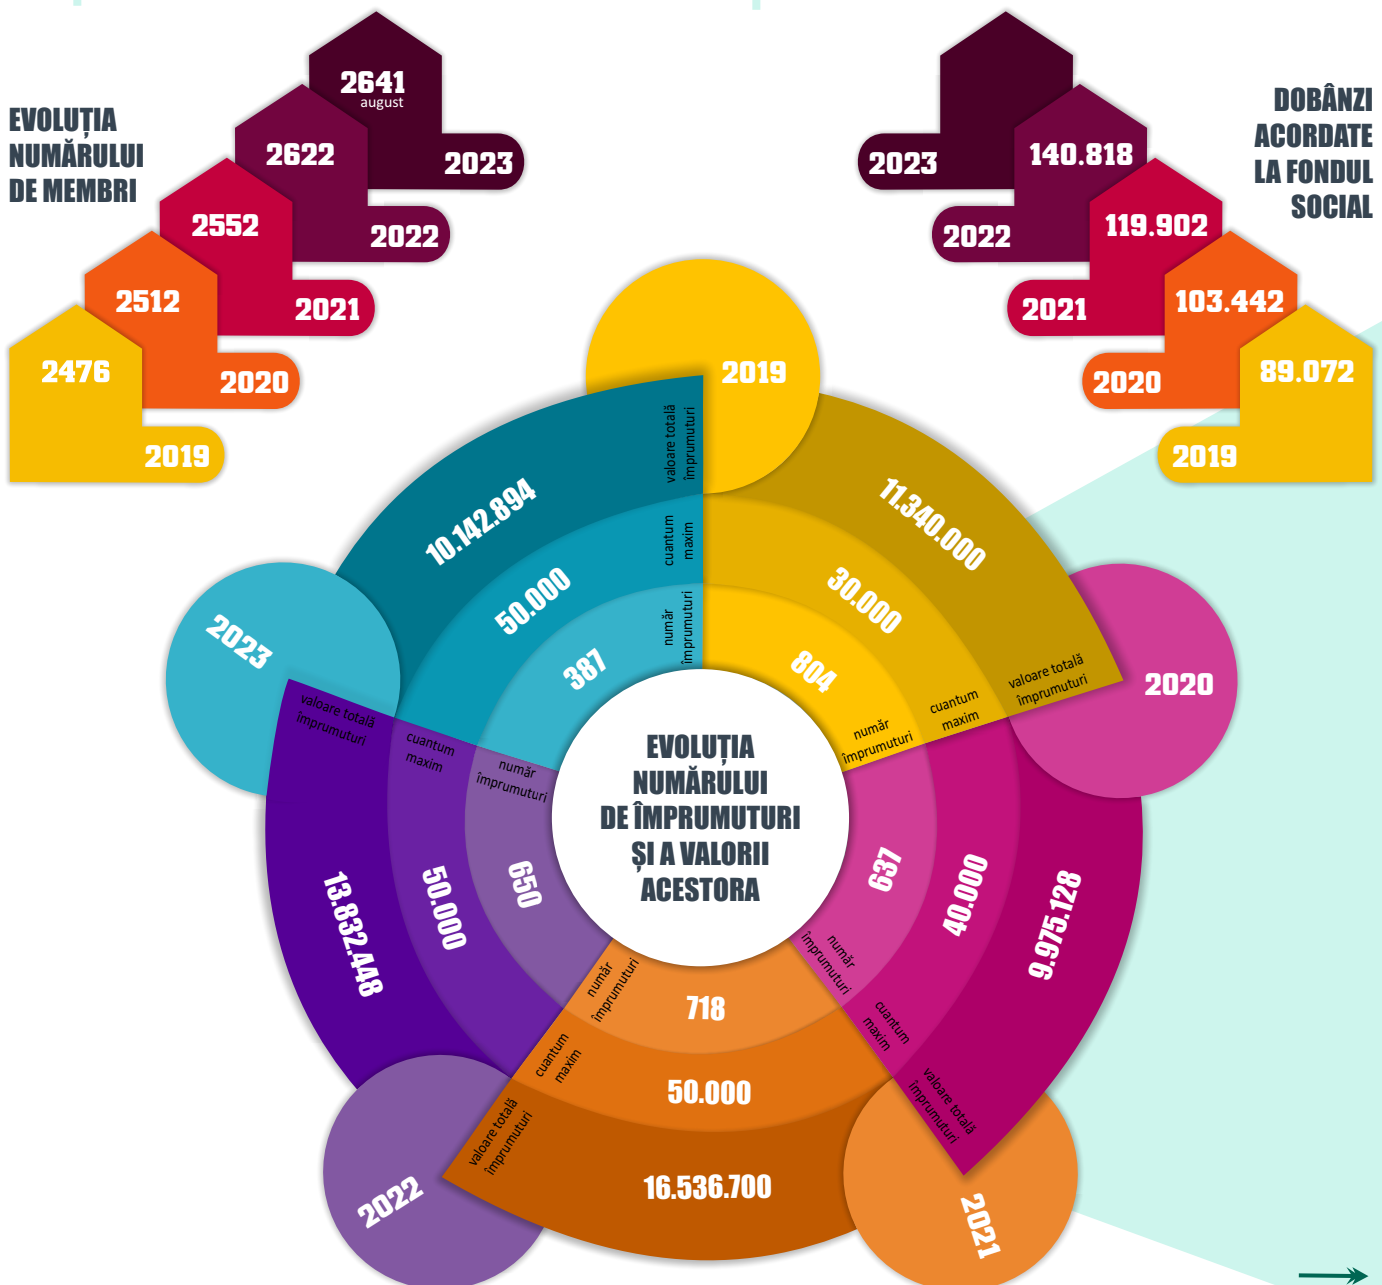 EVOLUȚIA
NUMĂRULUI
DE MEMBRI
2641
august
2023
2622
2022
2552
2021
2512
2020
2476
2019
DOBÂNZI
ACORDATE
LA FONDUL
SOCIAL
2023
140.818
2022
119.902
2021
103.442
2020
89.072
2019
EVOLUȚIA
NUMĂRULUI
DE ÎMPRUMUTURI
ȘI A VALORII
ACESTORA
2019
11.340.000
30.000
804
valoare totală
împrumuturi
cuantum
maxim
număr
împrumuturi
2020
9.975.128
40.000
637
valoare totală
împrumuturi
cuantum
maxim
număr
împrumuturi
2021
16.536.700
50.000
718
valoare totală
împrumuturi
cuantum
maxim
număr
împrumuturi
2022
13.832.448
50.000
650
valoare totală
împrumuturi
cuantum
maxim
număr
împrumuturi
2023
10.142.894
50.000
387
valoare totală
împrumuturi
cuantum
maxim
număr
împrumuturi